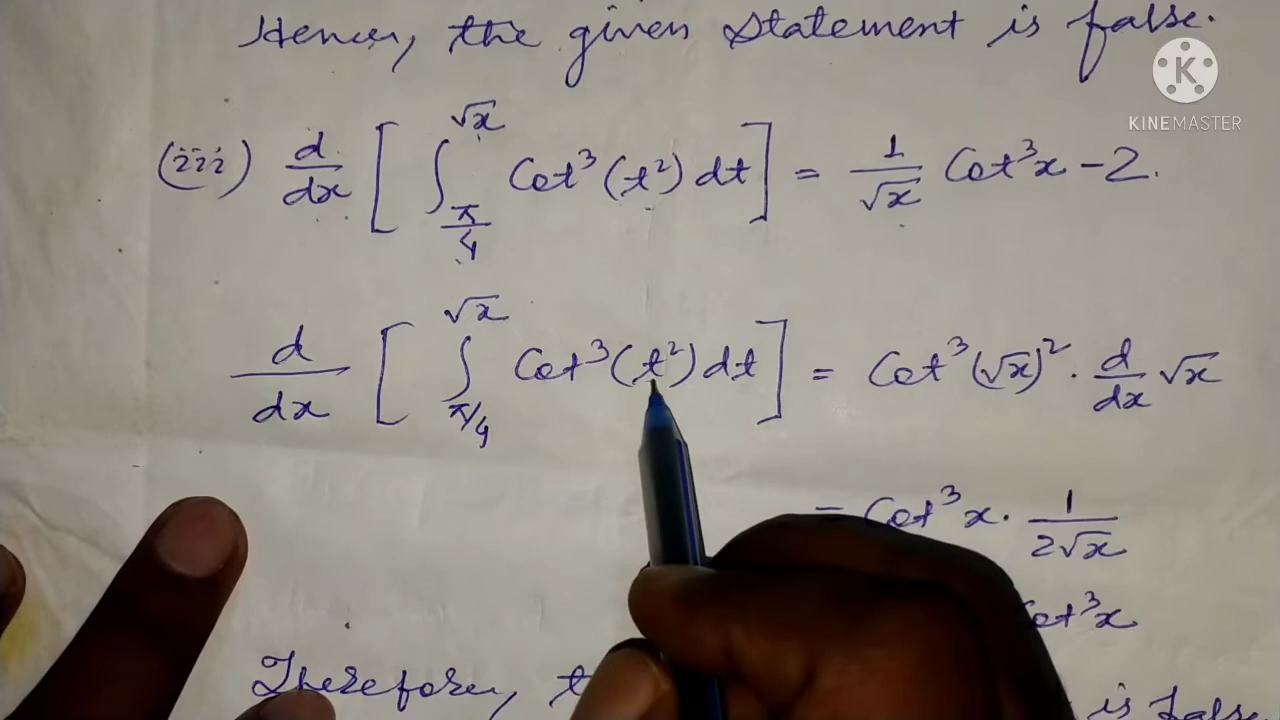 Hence, the given Statement is false.
K
KINEMASTER
(iii) d/dx [ ∫_{π/4}^{√x} Cot³(t²) dt ] = 1/√x Cot³x - 2.
d/dx [ ∫_{π/4}^{√x} Cot³(t²) dt ] = Cot³(√x)² · d/dx √x
= Cot³x · 1/2√x
Cot³x
Therefore, is false